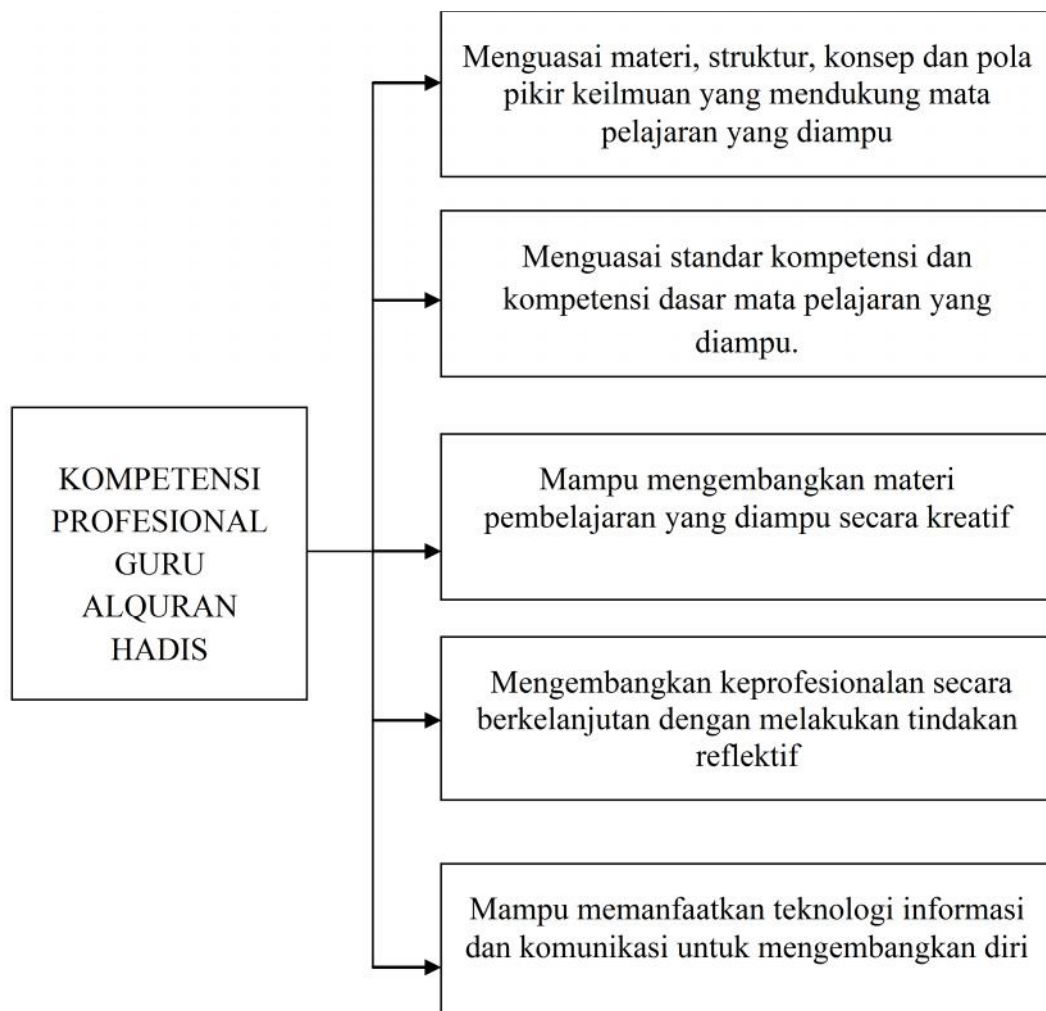 Menguasai materi, struktur, konsep dan pola
pikir keilmuan yang mendukung mata
pelajaran yang diampu
Menguasai standar kompetensi dan
kompetensi dasar mata pelajaran yang
diampu.
KOMPETENSI
PROFESIONAL
GURU
ALQURAN
HADIS
Mampu mengembangkan materi
pembelajaran yang diampu secara kreatif
Mengembangkan keprofesionalan secara
berkelanjutan dengan melakukan tindakan
reflektif
Mampu memanfaatkan teknologi informasi
dan komunikasi untuk mengembangkan diri